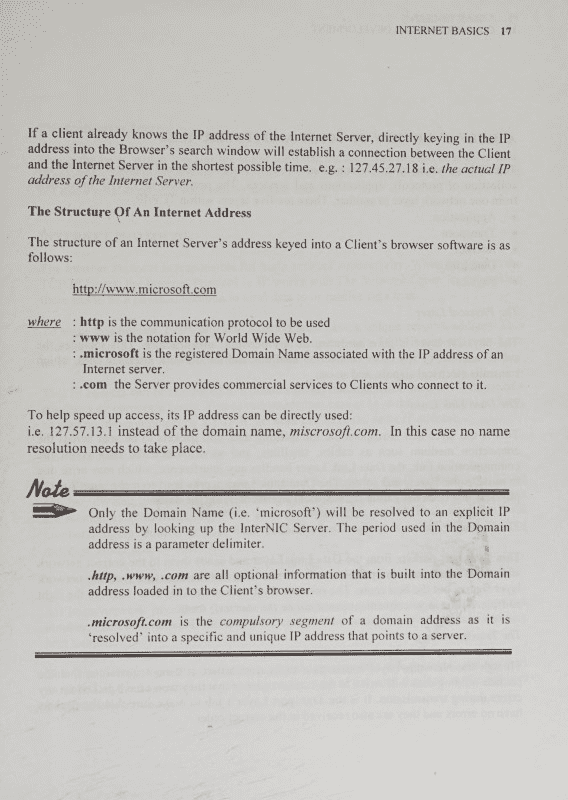 INTERNET BASICS 17
If a client already knows the IP address of the Internet Server, directly keying in the IP
address into the Browser's search window will establish a connection between the Client
and the Internet Server in the shortest possible time. e.g. : 127.45.27.18 i.e. the actual IP
address of the Internet Server.
The Structure Of An Internet Address
The structure of an Internet Server's address keyed into a Client's browser software is as
follows:
http://www.microsoft.com
where : http is the communication protocol to be used
: www is the notation for World Wide Web.
: .microsoft is the registered Domain Name associated with the IP address of an
Internet server.
: .com the Server provides commercial services to Clients who connect to it.
To help speed up access, its IP address can be directly used:
i.e. 127.57.13.1 instead of the domain name, miscrosoft.com. In this case no name
resolution needs to take place.
Note
Only the Domain Name (i.e. 'microsoft') will be resolved to an explicit IP
address by looking up the InterNIC Server. The period used in the Domain
address is a parameter delimiter.
.http, .www, .com are all optional information that is built into the Domain
address loaded in to the Client's browser.
.microsoft.com is the compulsory segment of a domain address as it is
'resolved' into a specific and unique IP address that points to a server.